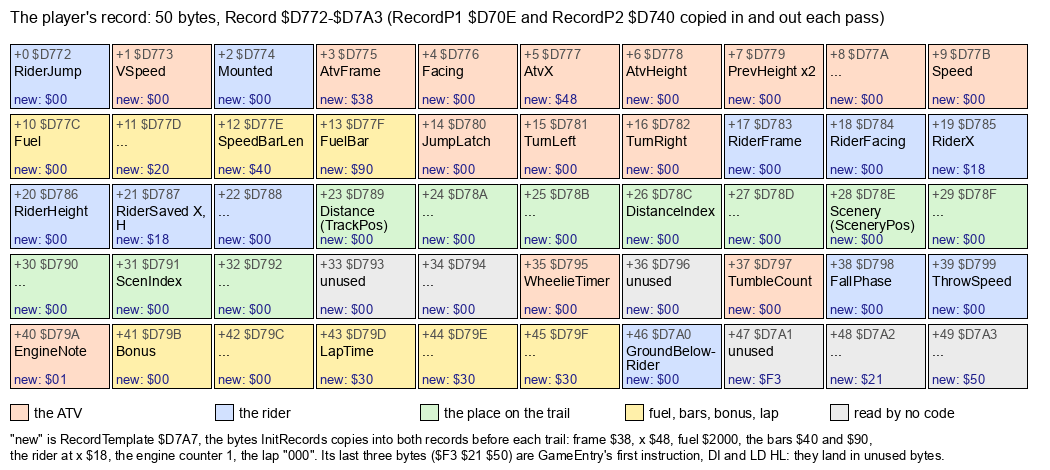 The player's record: 50 bytes, Record $D772-$D7A3 (RecordP1 $D70E and RecordP2 $D740 copied in and out each pass)
+0 $D772 +1 $D773 +2 $D774 +3 $D775 +4 $D776 +5 $D777 +6 $D778 +7 $D779 +8 $D77A +9 $D77B
RiderJump VSpeed Mounted AtvFrame Facing AtvX AtvHeight PrevHeight x2 ... Speed
new: $00 new: $00 new: $00 new: $38 new: $00 new: $48 new: $00 new: $00 new: $00 new: $00
+10 $D77C +11 $D77D +12 $D77E +13 $D77F +14 $D780 +15 $D781 +16 $D782 +17 $D783 +18 $D784 +19 $D785
Fuel ... SpeedBarLen FuelBar JumpLatch TurnLeft TurnRight RiderFrame RiderFacing RiderX
new: $00 new: $20 new: $40 new: $90 new: $00 new: $00 new: $00 new: $00 new: $00 new: $18
+20 $D786 +21 $D787 +22 $D788 +23 $D789 +24 $D78A +25 $D78B +26 $D78C +27 $D78D +28 $D78E +29 $D78F
RiderHeight RiderSaved X, ... Distance ... ... DistanceIndex ... Scenery ...
H (TrackPos) (SceneryPos)
new: $00 new: $18 new: $00 new: $00 new: $00 new: $00 new: $00 new: $00 new: $00 new: $00
+30 $D790 +31 $D791 +32 $D792 +33 $D793 +34 $D794 +35 $D795 +36 $D796 +37 $D797 +38 $D798 +39 $D799
... ScenIndex ... unused ... WheelieTimer unused TumbleCount FallPhase ThrowSpeed
new: $00 new: $00 new: $00 new: $00 new: $00 new: $00 new: $00 new: $00 new: $00 new: $00
+40 $D79A +41 $D79B +42 $D79C +43 $D79D +44 $D79E +45 $D79F +46 $D7A0 +47 $D7A1 +48 $D7A2 +49 $D7A3
EngineNote Bonus ... LapTime ... ... GroundBelow- unused ... ...
Rider
new: $01 new: $00 new: $00 new: $30 new: $30 new: $30 new: $00 new: $F3 new: $21 new: $50
the ATV the rider the place on the trail fuel, bars, bonus, lap read by no code
"new" is RecordTemplate $D7A7, the bytes InitRecords copies into both records before each trail: frame $38, x $48, fuel $2000, the bars $40 and $90,
the rider at x $18, the engine counter 1, the lap "000". Its last three bytes ($F3 $21 $50) are GameEntry's first instruction, DI and LD HL: they land in unused bytes.